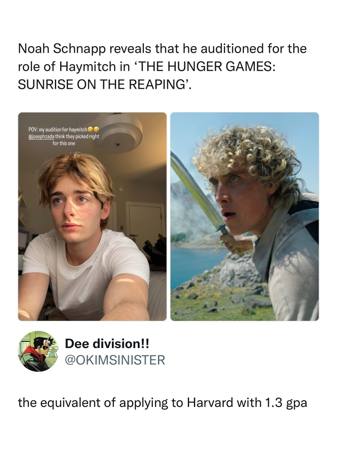 Noah Schnapp reveals that he auditioned for the
role of Haymitch in ‘THE HUNGER GAMES:
SUNRISE ON THE REAPING’.
POV: my audition for haymitch🥲🥲
@josephzada think they picked right
for this one
Dee division!!
@OKIMSINISTER
the equivalent of applying to Harvard with 1.3 gpa